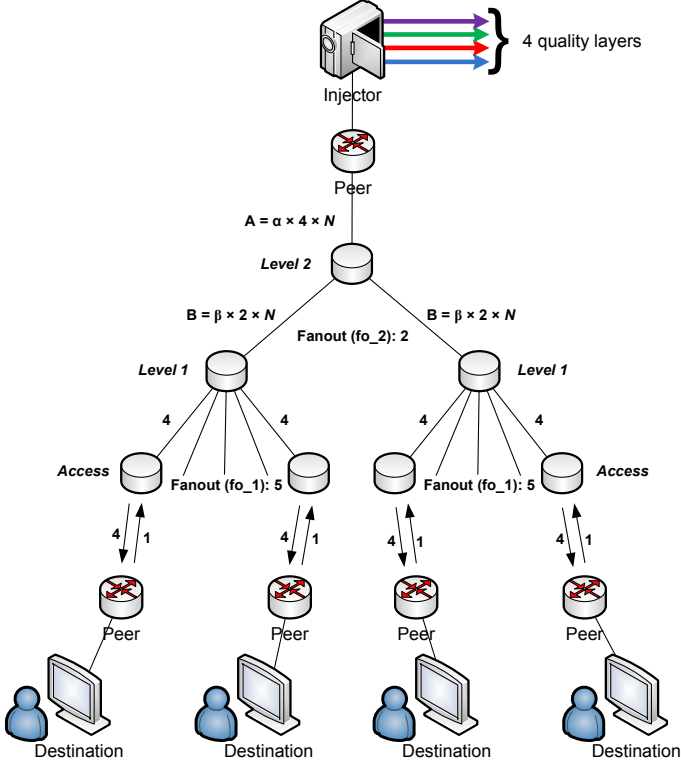 4 quality layers
Injector
Peer
A = α × 4 × N
Level 2
B = β × 2 × N
B = β × 2 × N
Fanout (fo_2): 2
Level 1
Level 1
4
4
4
4
Access
Fanout (fo_1): 5
Fanout (fo_1): 5
Access
4
1
4
1
4
1
4
1
Peer
Peer
Peer
Peer
Destination
Destination
Destination
Destination